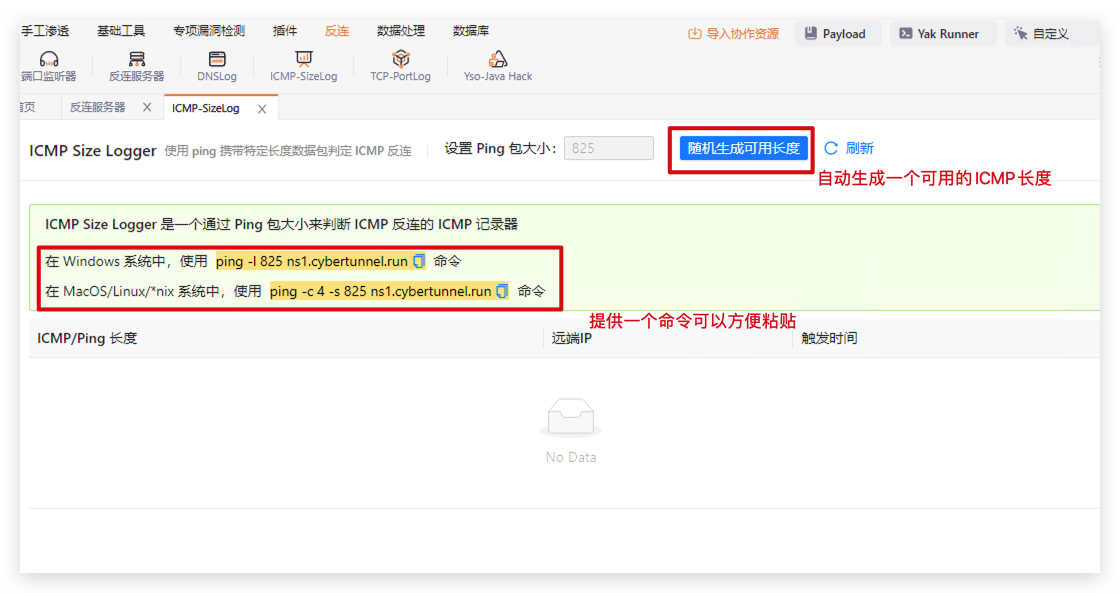 手工渗透 基础工具 专项漏洞检测 插件 反连 数据处理 数据库 导入协作资源 Payload Yak Runner 自定义
端口监听器 反连服务器 DNSLog ICMP-SizeLog TCP-PortLog Yso-Java Hack
首页 反连服务器 ICMP-SizeLog
ICMP Size Logger 使用 ping 携带特定长度数据包判定 ICMP 反连 设置 Ping 包大小: 825 随机生成可用长度 刷新
自动生成一个可用的ICMP长度
ICMP Size Logger 是一个通过 Ping 包大小来判断 ICMP 反连的 ICMP 记录器
在 Windows 系统中，使用 ping -l 825 ns1.cybertunnel.run 命令
在 MacOS/Linux/*nix 系统中，使用 ping -c 4 -s 825 ns1.cybertunnel.run 命令
提供一个命令可以方便粘贴
ICMP/Ping 长度 远端IP 触发时间
No Data